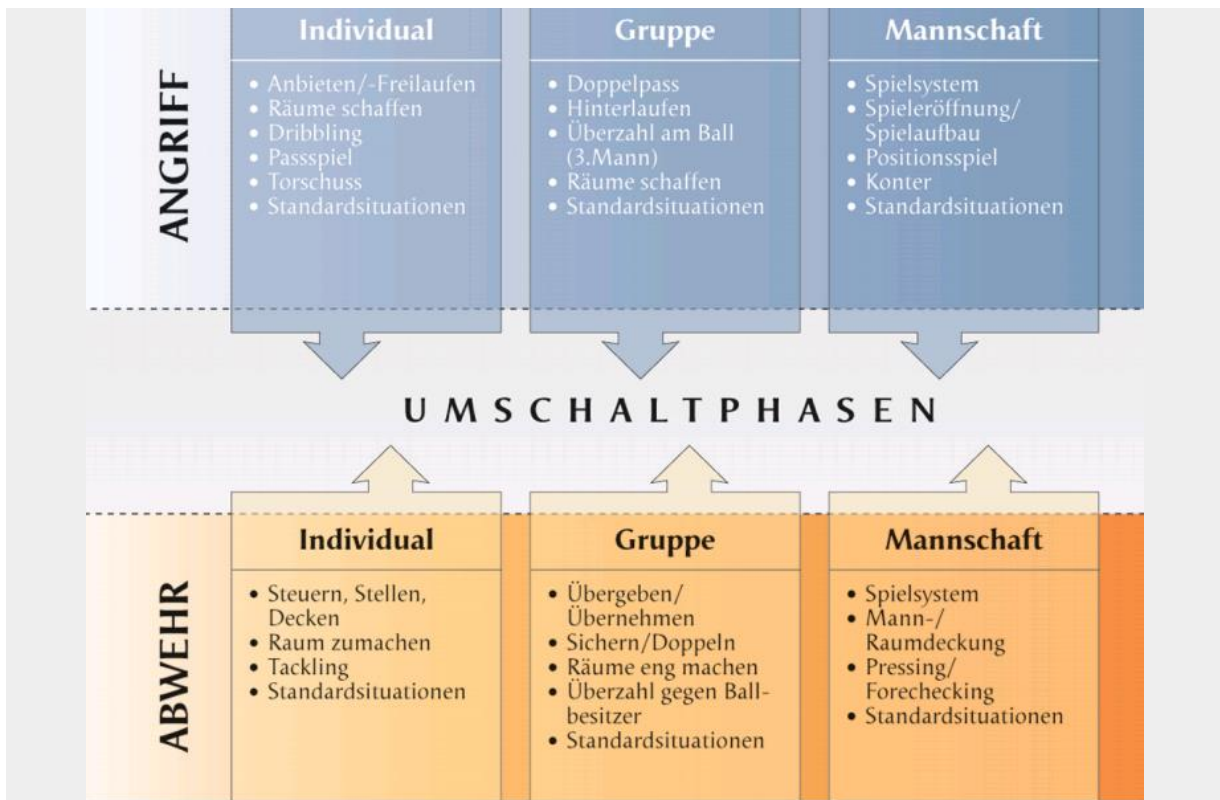 ANGRIFF
Individual
• Anbieten/-Freilaufen
• Räume schaffen
• Dribbling
• Passspiel
• Torschuss
• Standardsituationen
Gruppe
• Doppelpass
• Hinterlaufen
• Überzahl am Ball
(3.Mann)
• Räume schaffen
• Standardsituationen
Mannschaft
• Spielsystem
• Spieleröffnung/
Spielaufbau
• Positionsspiel
• Konter
• Standardsituationen
UMSCHALTPHASEN
ABWEHR
Individual
• Steuern, Stellen,
Decken
• Raum zumachen
• Tackling
• Standardsituationen
Gruppe
• Übergeben/
Übernehmen
• Sichern/Doppeln
• Räume eng machen
• Überzahl gegen Ball-
besitzer
• Standardsituationen
Mannschaft
• Spielsystem
• Mann-/
Raumdeckung
• Pressing/
Forechecking
• Standardsituationen